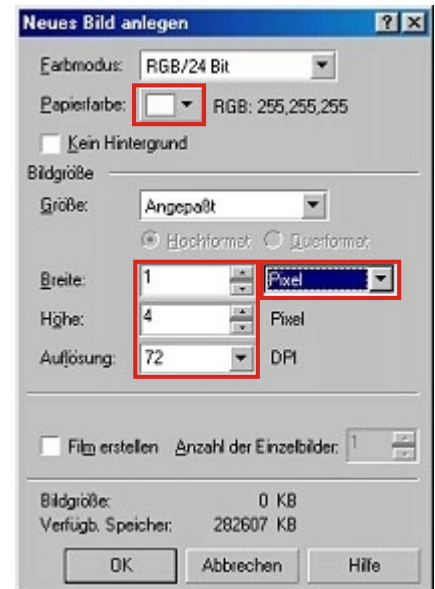 Neues Bild anlegen
Farbmodus: RGB/24 Bit
Papierfarbe: RGB: 255,255,255
Kein Hintergrund
Bildgröße
Größe: Angepaßt
Hochformat Querformat
Breite: 1 Pixel
Höhe: 4 Pixel
Auflösung: 72 DPI
Film erstellen Anzahl der Einzelbilder: 1
Bildgröße: 0 KB
Verfügb. Speicher: 282607 KB
OK Abbrechen Hilfe